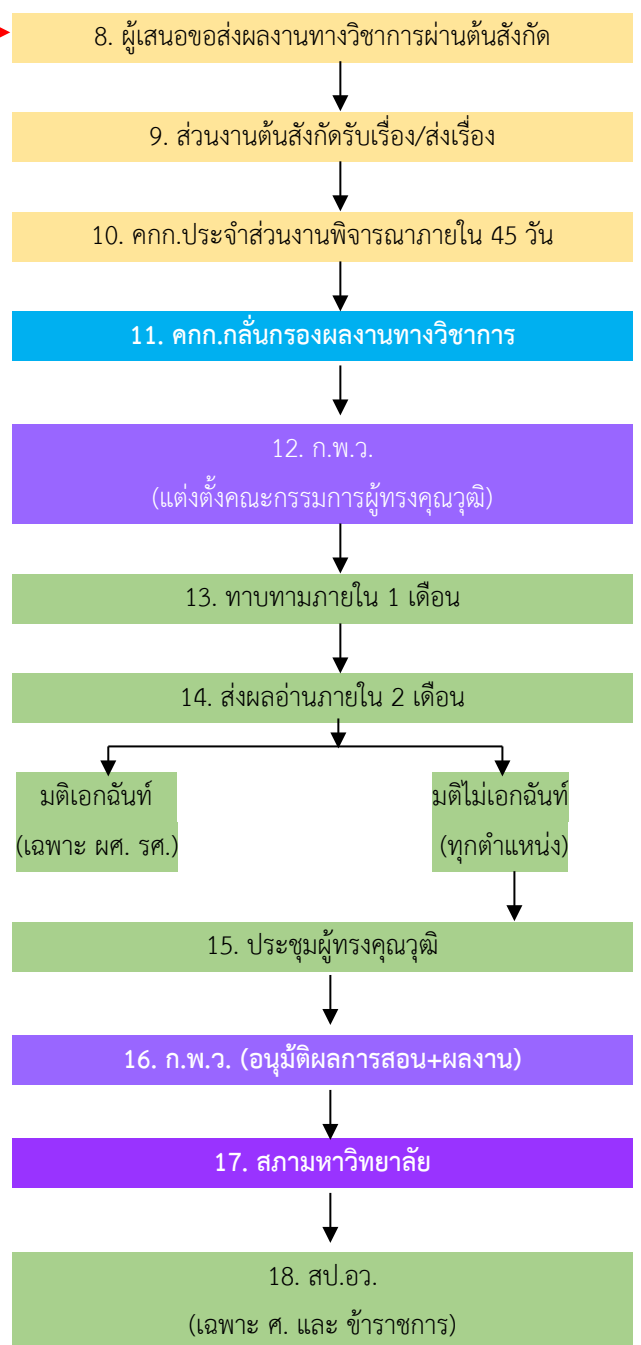 8. ผู้เสนอขอส่งผลงานทางวิชาการผ่านต้นสังกัด
9. ส่วนงานต้นสังกัดรับเรื่อง/ส่งเรื่อง
10. คกก.ประจำส่วนงานพิจารณาภายใน 45 วัน
11. คกก.กลั่นกรองผลงานทางวิชาการ
12. ก.พ.ว.
(แต่งตั้งคณะกรรมการผู้ทรงคุณวุฒิ)
13. ทาบทามภายใน 1 เดือน
14. ส่งผลอ่านภายใน 2 เดือน
มติเอกฉันท์
(เฉพาะ ผศ. รศ.)
มติไม่เอกฉันท์
(ทุกตำแหน่ง)
15. ประชุมผู้ทรงคุณวุฒิ
16. ก.พ.ว. (อนุมัติผลการสอน+ผลงาน)
17. สภามหาวิทยาลัย
18. สป.อว.
(เฉพาะ ศ. และ ข้าราชการ)